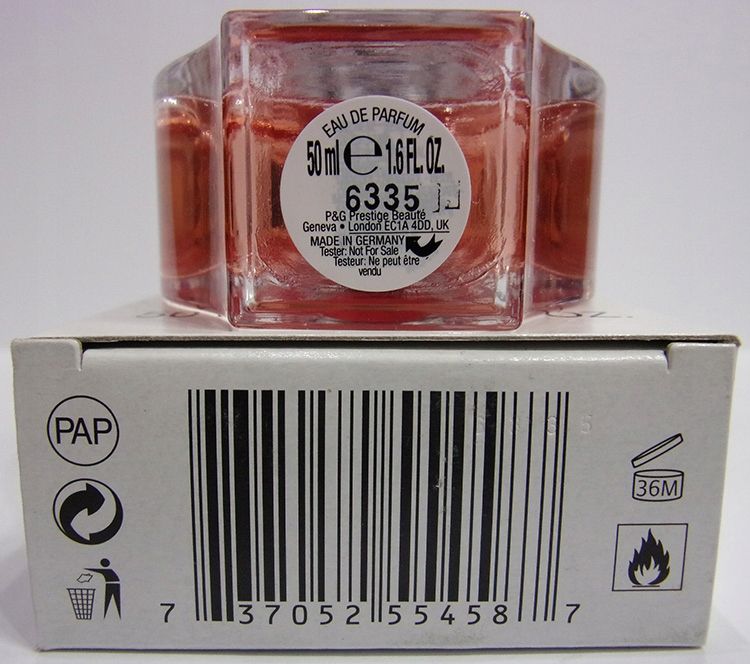 EAU DE PARFUM
50 ml e 1.6 FL. OZ.
6335
P&G Prestige Beauté
Geneva • London EC1A 4DD, UK
MADE IN GERMANY
Tester: Not For Sale
Testeur: Ne peut être
vendu
OZ.
PAP
36M
7 37052 55458 7